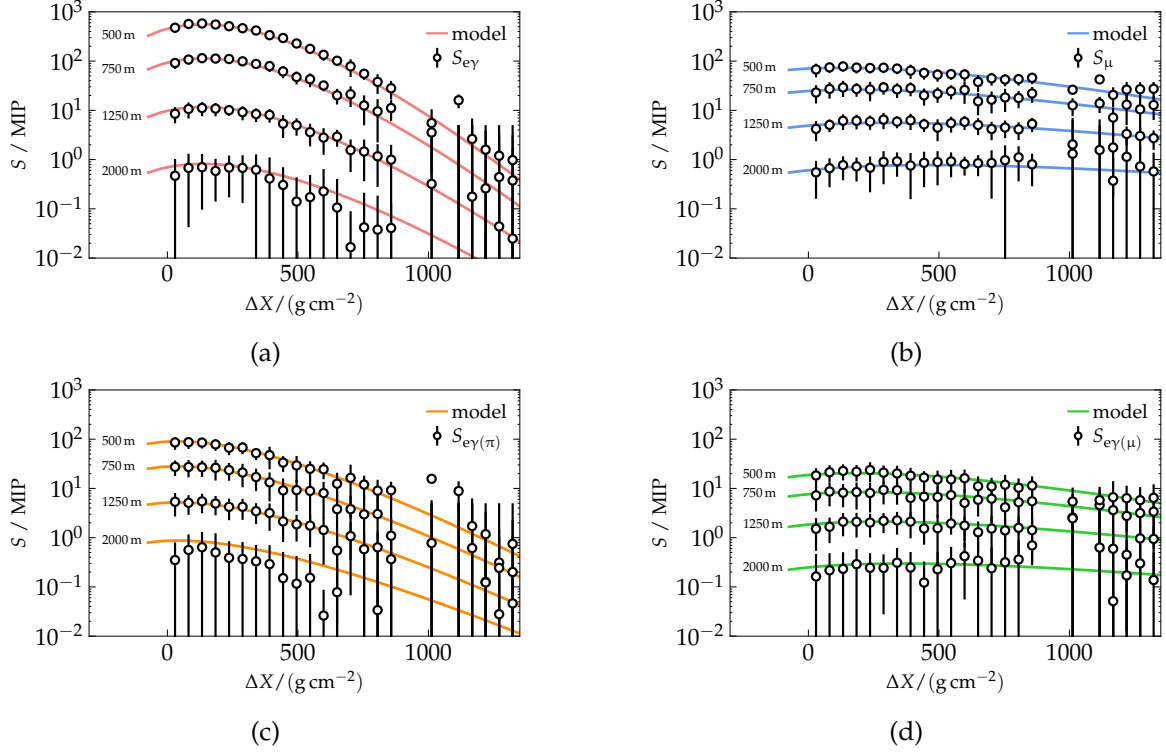 10³
10²
10¹
10⁰
10⁻¹
10⁻²
S / MIP
500 m
750 m
1250 m
2000 m
model
S_eγ
0
500
1000
ΔX/(g cm⁻²)
(a)
10³
10²
10¹
10⁰
10⁻¹
10⁻²
S / MIP
500 m
750 m
1250 m
2000 m
model
S_μ
0
500
1000
ΔX/(g cm⁻²)
(b)
10³
10²
10¹
10⁰
10⁻¹
10⁻²
S / MIP
500 m
750 m
1250 m
2000 m
model
S_eγ(π)
0
500
1000
ΔX/(g cm⁻²)
(c)
10³
10²
10¹
10⁰
10⁻¹
10⁻²
S / MIP
500 m
750 m
1250 m
2000 m
model
S_eγ(μ)
0
500
1000
ΔX/(g cm⁻²)
(d)